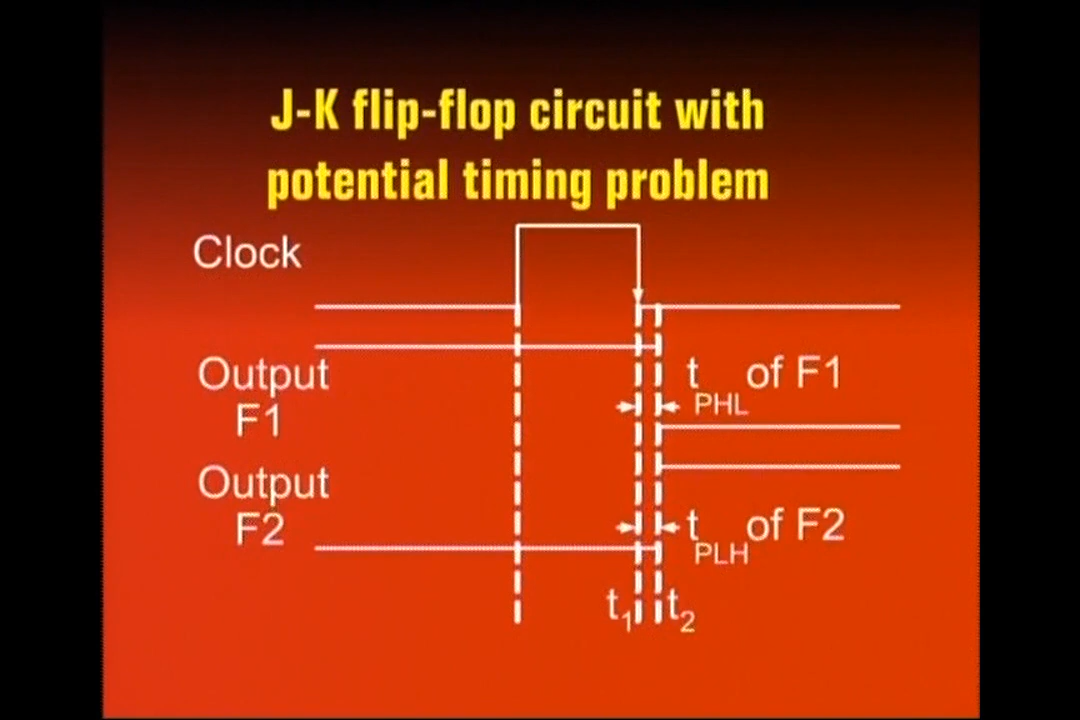 J-K flip-flop circuit with
potential timing problem
Clock
Output
F1
t PHL of F1
Output
F2
t PLH of F2
t1 t2